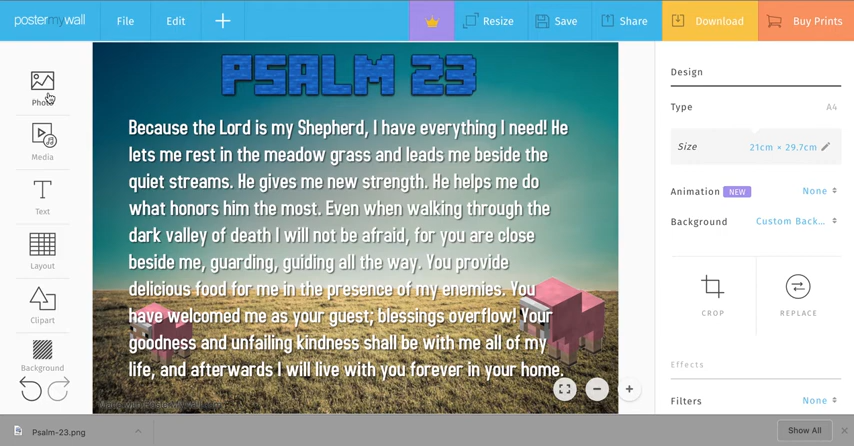 postermywall
File
Edit
Resize
Save
Share
Download
Buy Prints
Photo
Media
Text
Layout
Clipart
Background
PSALM 23
Because the Lord is my Shepherd, I have everything I need! He
lets me rest in the meadow grass and leads me beside the
quiet streams. He gives me new strength. He helps me do
what honors him the most. Even when walking through the
dark valley of death I will not be afraid, for you are close
beside me, guarding, guiding all the way. You provide
delicious food for me in the presence of my enemies. You
have welcomed me as your guest; blessings overflow! Your
goodness and unfailing kindness shall be with me all of my
life, and afterwards I will live with you forever in your home.
Design
Type A4
Size 21cm × 29.7cm
Animation NEW None
Background Custom Back...
CROP REPLACE
Effects
Filters None
Psalm-23.png
Show All